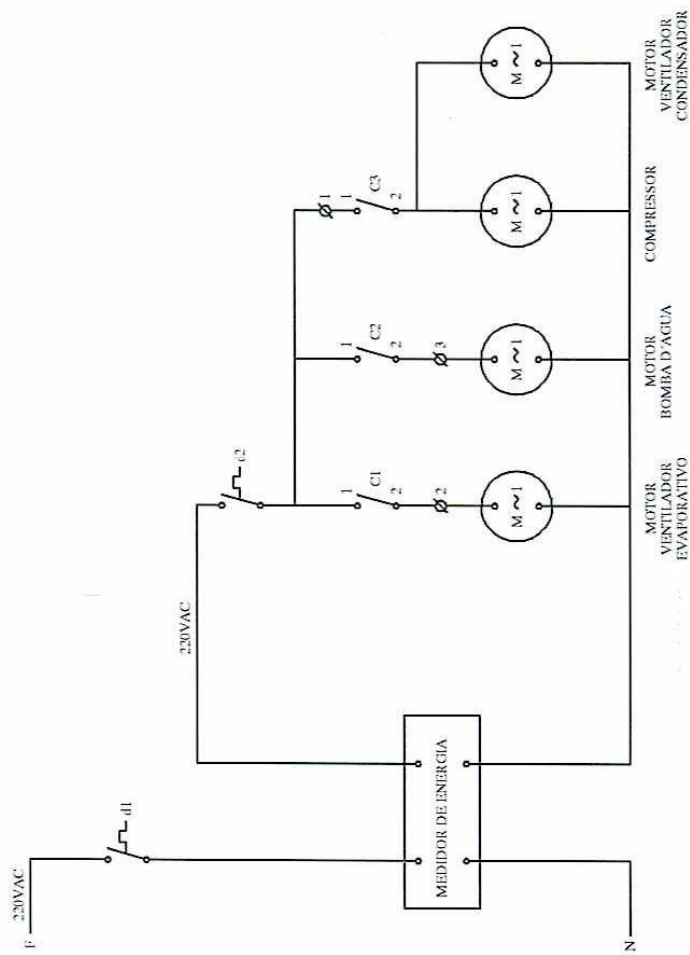 220VAC
F
d1
220VAC
d2
1
C1
2
2
1
C2
2
3
1
1
C3
2
MEDIDOR DE ENERGIA
M ~ 1
M ~ 1
M ~ 1
M ~ 1
N
MOTOR
VENTILADOR
EVAPORATIVO
MOTOR
BOMBA D'AGUA
COMPRESSOR
MOTOR
VENTILADOR
CONDENSADOR